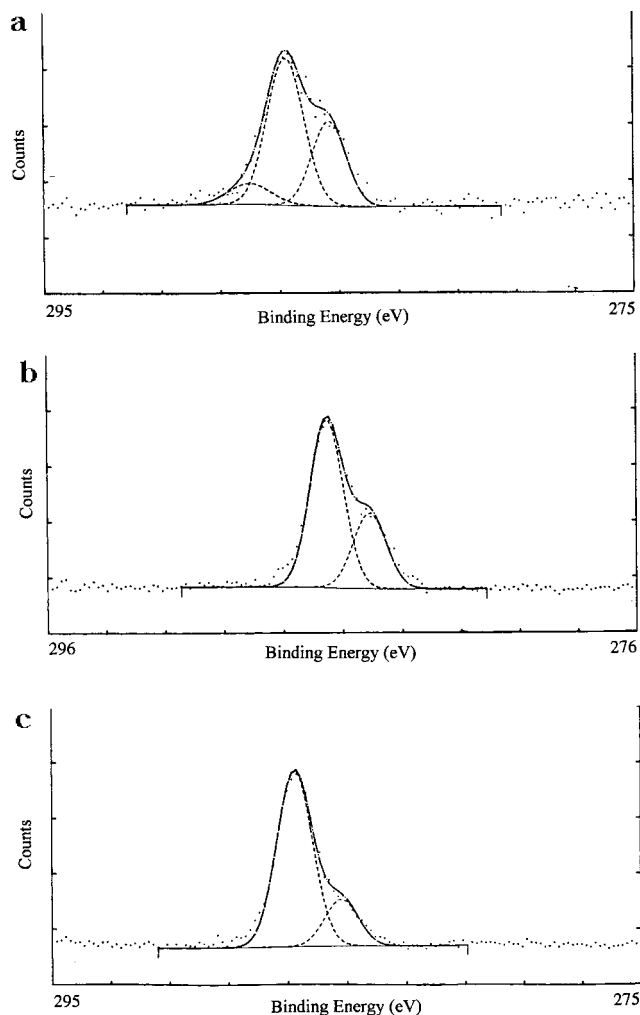 a
Counts
295
Binding Energy (eV)
275
b
Counts
296
Binding Energy (eV)
276
c
Counts
295
Binding Energy (eV)
275